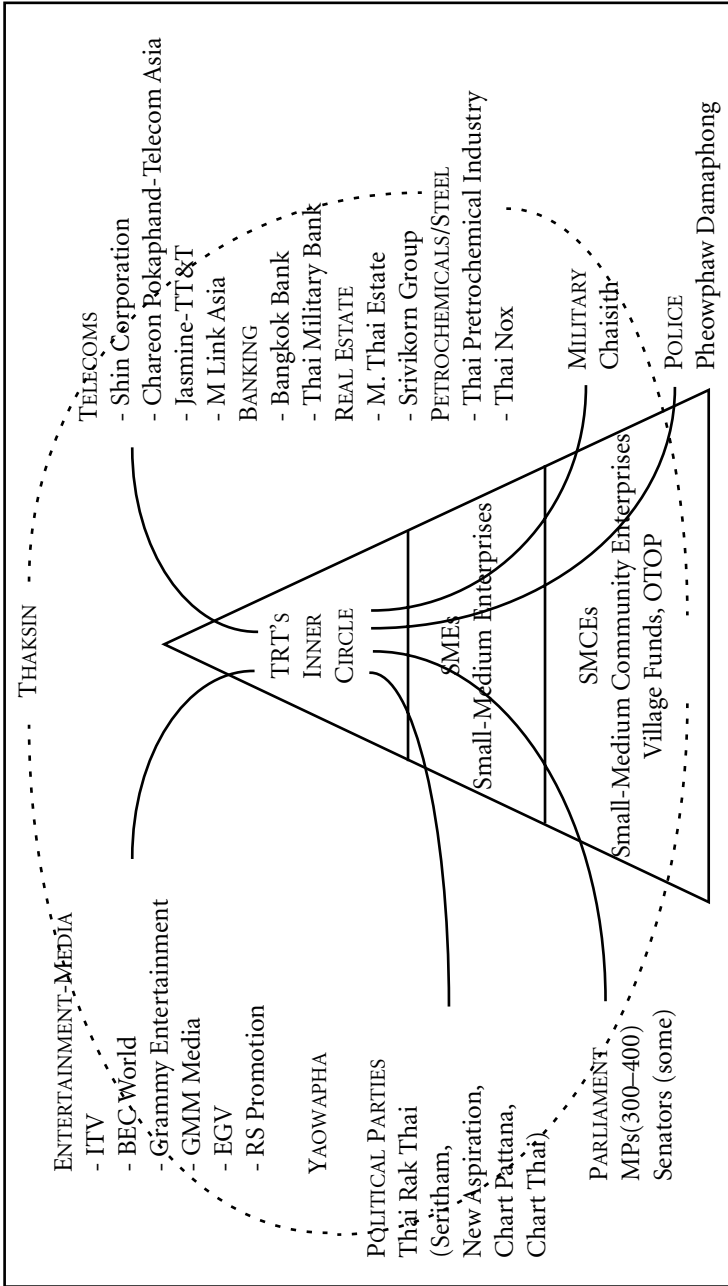 THAKSIN
ENTERTAINMENT-MEDIA
- ITV
- BEC World
- Grammy Entertainment
- GMM Media
- EGV
- RS Promotion
YAOWAPHA
POLITICAL PARTIES
Thai Rak Thai
(Seritham,
New Aspiration,
Chart Pattana,
Chart Thai)
PARLIAMENT
MPs(300–400)
Senators (some)
TRT's
INNER
CIRCLE
SMEs
Small-Medium Enterprises
SMCEs
Small-Medium Community Enterprises
Village Funds, OTOP
TELECOMS
- Shin Corporation
- Chareon Pokaphand-Telecom Asia
- Jasmine-TT&T
- M Link Asia
BANKING
- Bangkok Bank
- Thai Military Bank
REAL ESTATE
- M. Thai Estate
- Srivikorn Group
PETROCHEMICALS/STEEL
- Thai Pretrochemical Industry
- Thai Nox
MILITARY
Chaisith
POLICE
Pheowphaw Damaphong